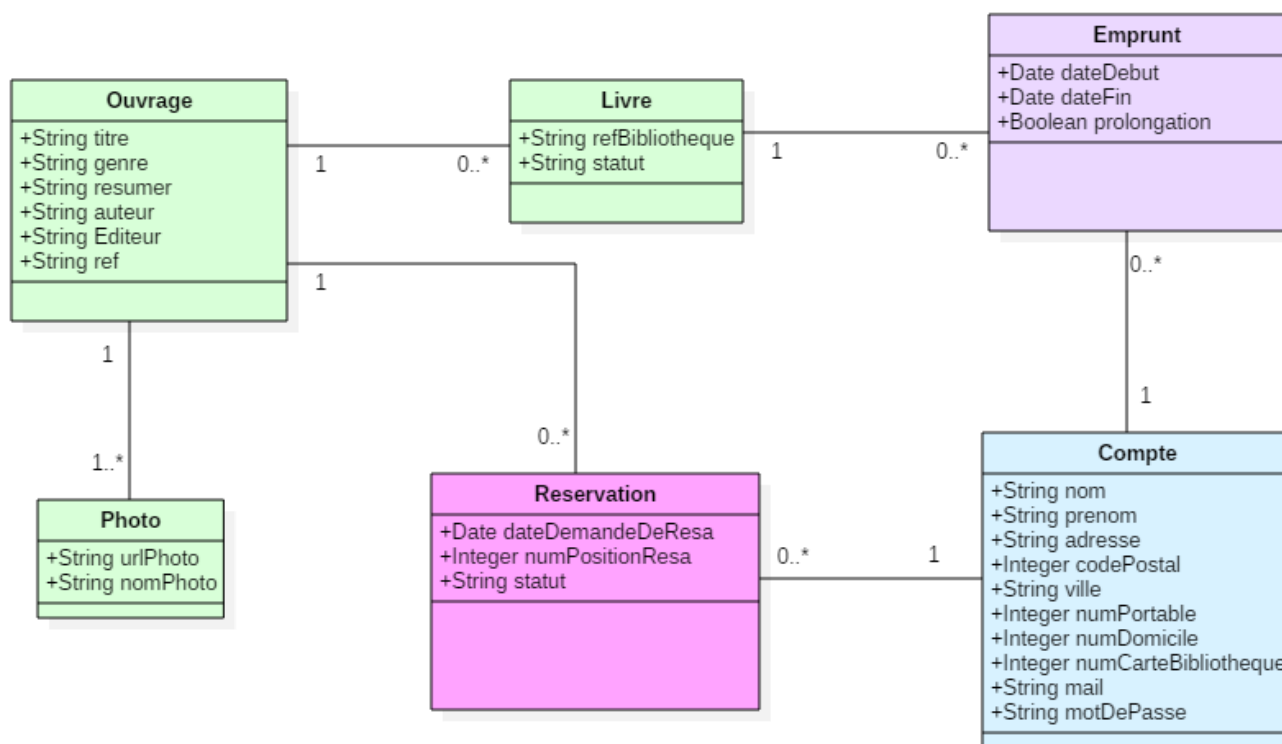 Emprunt
+Date dateDebut
+Date dateFin
+Boolean prolongation
Ouvrage
+String titre
+String genre
+String resumer
+String auteur
+String Editeur
+String ref
Livre
+String refBibliotheque
+String statut
1
0..*
1
0..*
1
0..*
1
0..*
1
1
1..*
Photo
+String urlPhoto
+String nomPhoto
Reservation
+Date dateDemandeDeResa
+Integer numPositionResa
+String statut
0..*
1
Compte
+String nom
+String prenom
+String adresse
+Integer codePostal
+String ville
+Integer numPortable
+Integer numDomicile
+Integer numCarteBibliotheque
+String mail
+String motDePasse